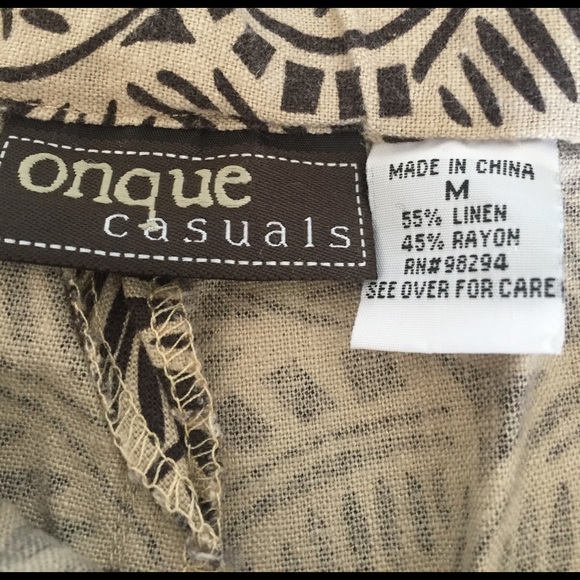 onque
casuals
MADE IN CHINA
M
55% LINEN
45% RAYON
RN#98294
SEE OVER FOR CARE